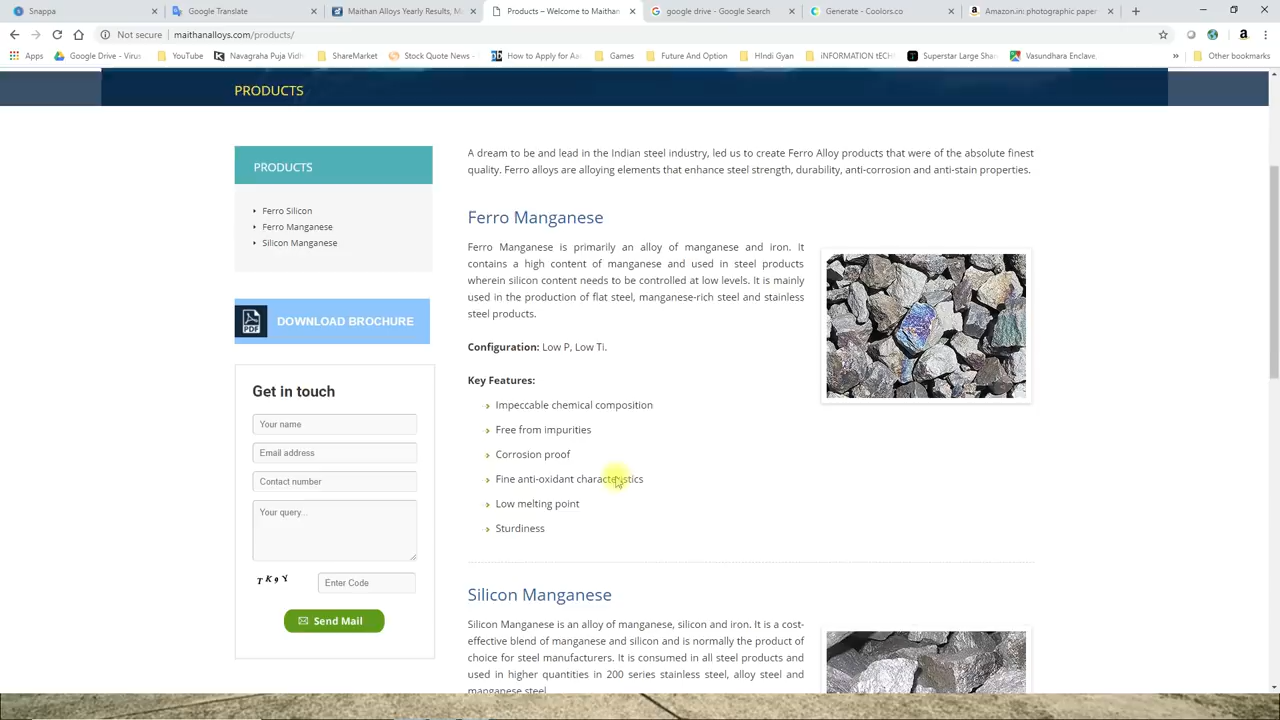 Snappa
Google Translate
Maithan Alloys Yearly Results, M
Products – Welcome to Maithan
google drive - Google Search
Generate - Coolors.co
Amazon.in: photographic paper
Not secure
maithanalloys.com/products/
Apps
Google Drive - Virus
YouTube
Navagraha Puja Vidh
ShareMarket
Stock Quote News -
How to Apply for Aad
Games
Future And Option
HIndi Gyan
iNFORMATION tECH
Superstar Large Shar
Vasundhara Enclave,
»
Other bookmarks
PRODUCTS
PRODUCTS
Ferro Silicon
Ferro Manganese
Silicon Manganese
PDF
DOWNLOAD BROCHURE
Get in touch
Your name
Email address
Contact number
Your query...
T K 9 Y
Enter Code
Send Mail
A dream to be and lead in the Indian steel industry, led us to create Ferro Alloy products that were of the absolute finest
quality. Ferro alloys are alloying elements that enhance steel strength, durability, anti-corrosion and anti-stain properties.
Ferro Manganese
Ferro Manganese is primarily an alloy of manganese and iron. It
contains a high content of manganese and used in steel products
wherein silicon content needs to be controlled at low levels. It is mainly
used in the production of flat steel, manganese-rich steel and stainless
steel products.
Configuration: Low P, Low Ti.
Key Features:
Impeccable chemical composition
Free from impurities
Corrosion proof
Fine anti-oxidant characteristics
Low melting point
Sturdiness
Silicon Manganese
Silicon Manganese is an alloy of manganese, silicon and iron. It is a cost-
effective blend of manganese and silicon and is normally the product of
choice for steel manufacturers. It is consumed in all steel products and
used in higher quantities in 200 series stainless steel, alloy steel and
manganese steel.